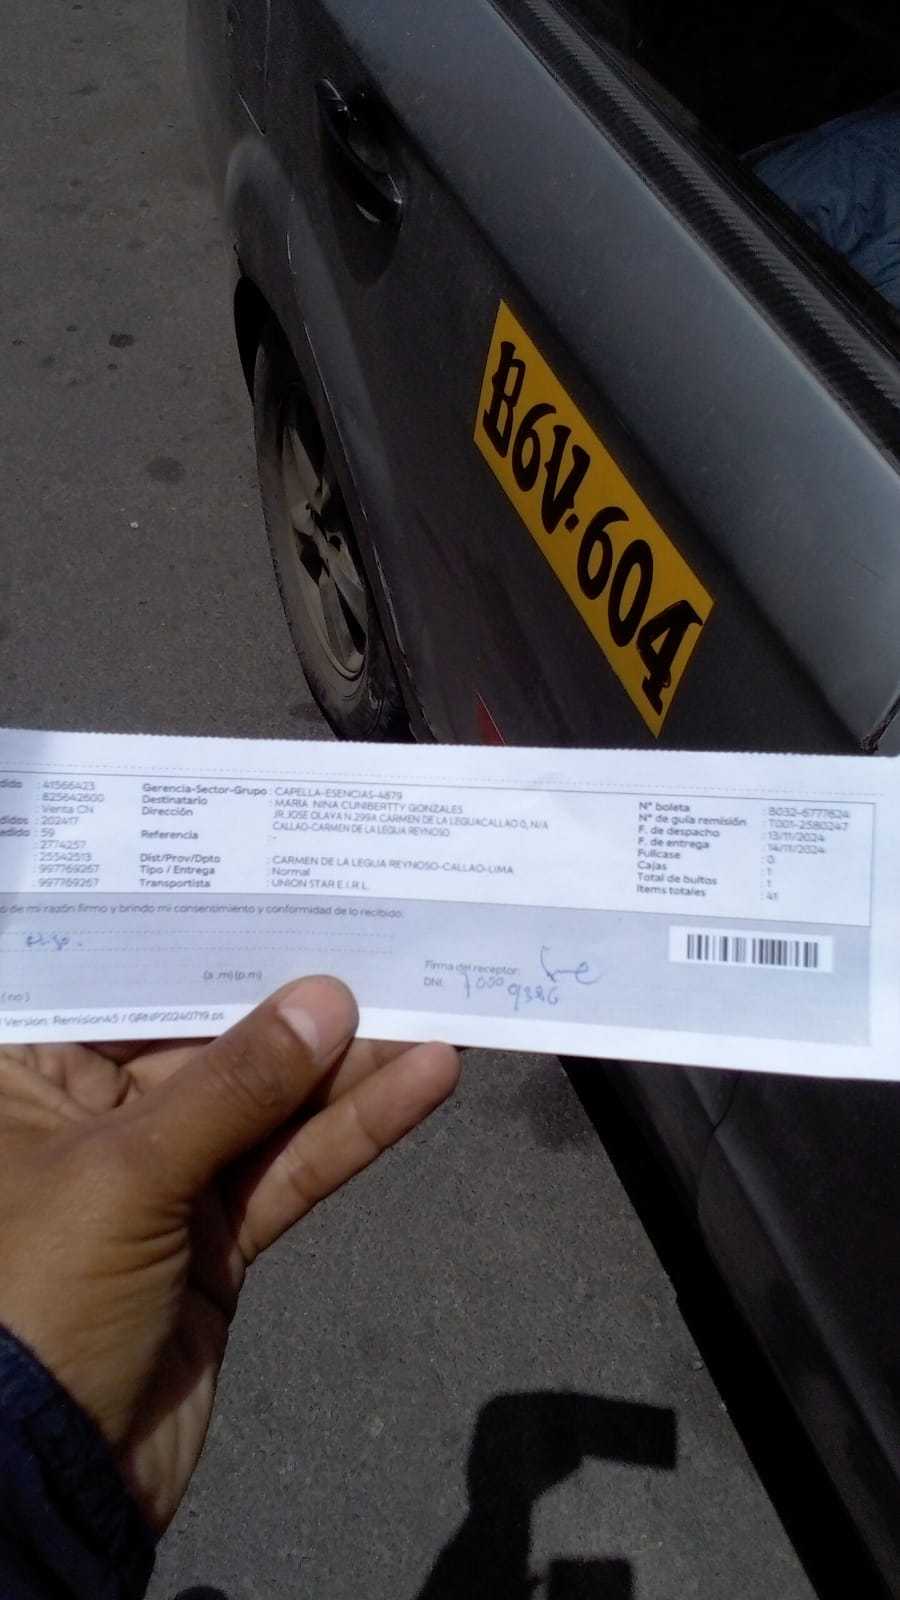 B6V·604
dido : 41566423
: 825642600
: Venta CN
didos : 202417
edido : 59
: 2774257
: 25542513
: 997769267
: 997769267
Gerencia-Sector-Grupo : CAPELLA-ESENCIAS-4879
Destinatario : MARIA NINA CUNIBERTTY GONZALES
Dirección : JR.JOSE OLAYA N.299A CARMEN DE LA LEGUACALLAO 0, N/A
CALLAO-CARMEN DE LA LEGUA REYNOSO
Referencia : -
Dist/Prov/Dpto : CARMEN DE LA LEGUA REYNOSO-CALLAO-LIMA
Tipo / Entrega : Normal
Transportista : UNION STAR E.I.R.L.
N° boleta : B032-6777624
N° de guía remisión : T001-2580247
F. de despacho : 13/11/2024
F. de entrega : 14/11/2024
Fullcase : 0
Cajas : 1
Total de bultos : 1
Items totales : 41
o de mi razón firmo y brindo mi consentimiento y conformidad de lo recibido.
(a .m) (p.m)
Firma del receptor:
DNI: 7000 9386
( no )
Version: Remision45 / GRNP20240719.ps